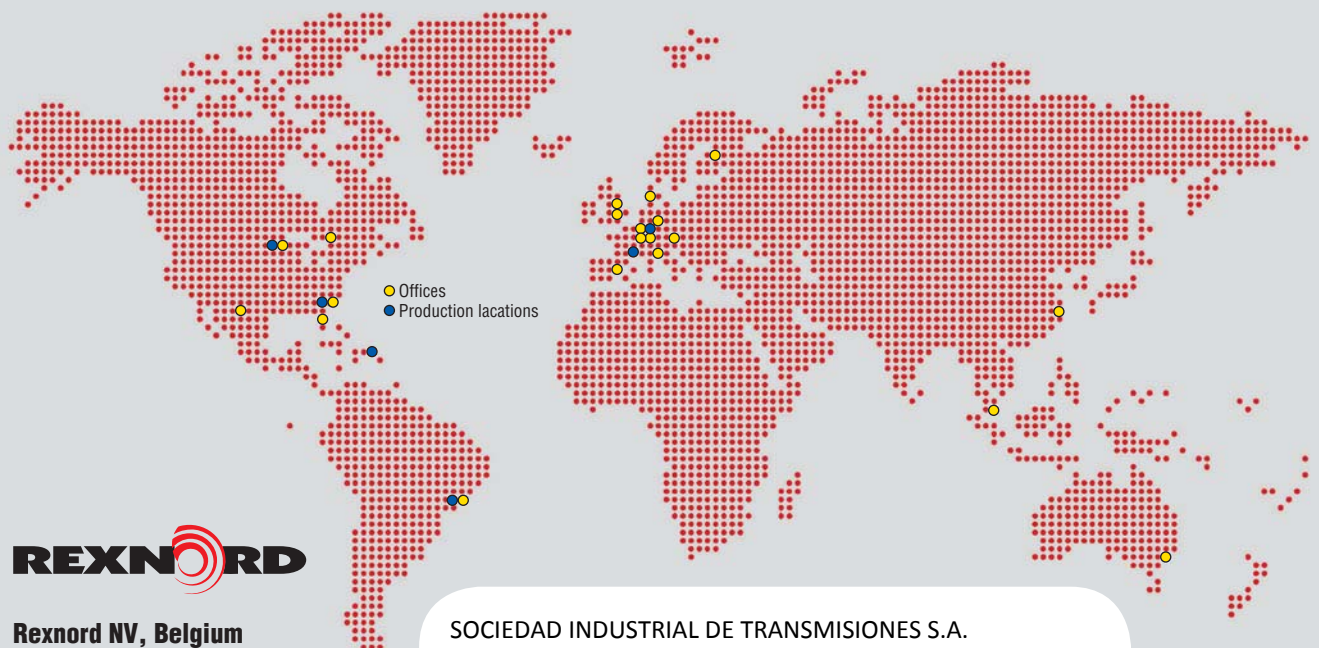 Offices
Production lacations
REXNORD
Rexnord NV, Belgium
SOCIEDAD INDUSTRIAL DE TRANSMISIONES S.A.